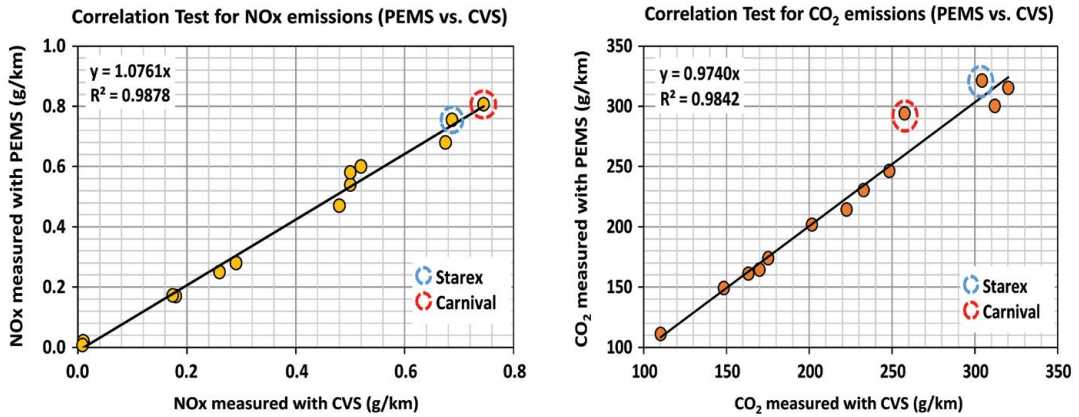 Correlation Test for NOx emissions (PEMS vs. CVS)
NOx measured with PEMS (g/km)
1.0
0.8
0.6
0.4
0.2
0.0
y = 1.0761x
R² = 0.9878
Starex
Carnival
0.0 0.2 0.4 0.6 0.8
NOx measured with CVS (g/km)
Correlation Test for CO₂ emissions (PEMS vs. CVS)
CO₂ measured with PEMS (g/km)
350
300
250
200
150
100
y = 0.9740x
R² = 0.9842
Starex
Carnival
100 150 200 250 300 350
CO₂ measured with CVS (g/km)